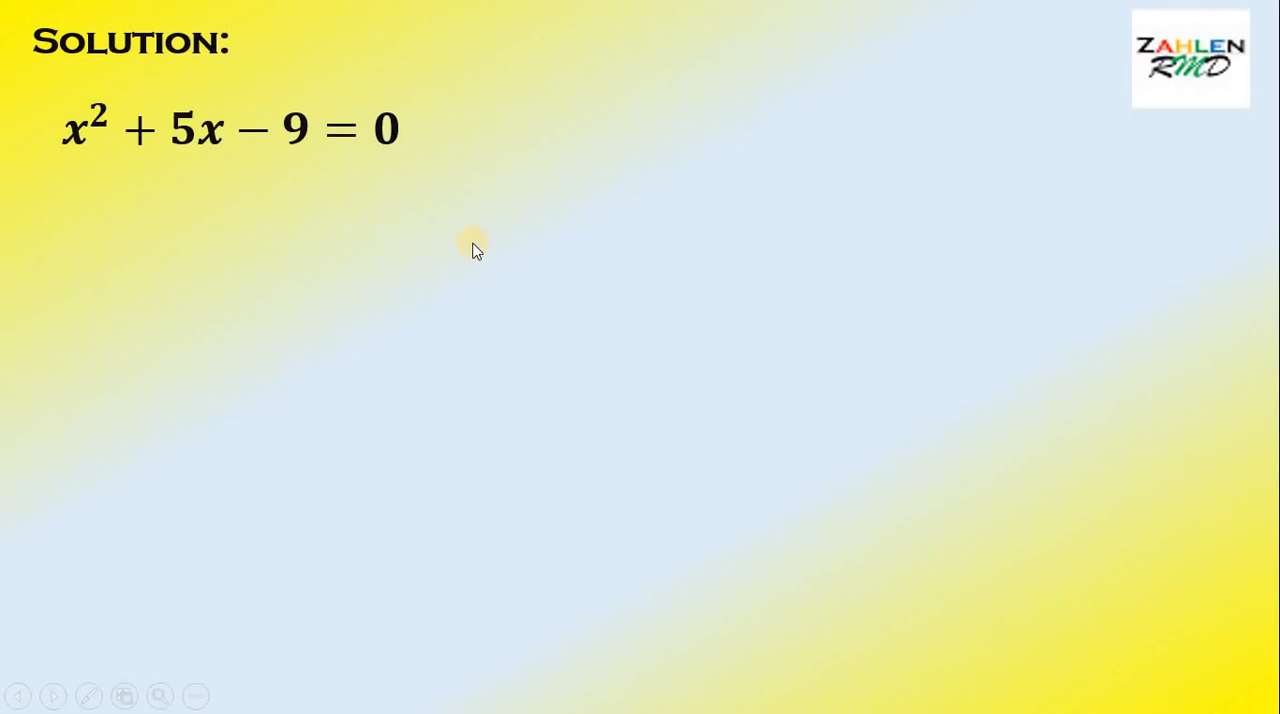 SOLUTION:
x² + 5x − 9 = 0
ZAHLEN
RMD